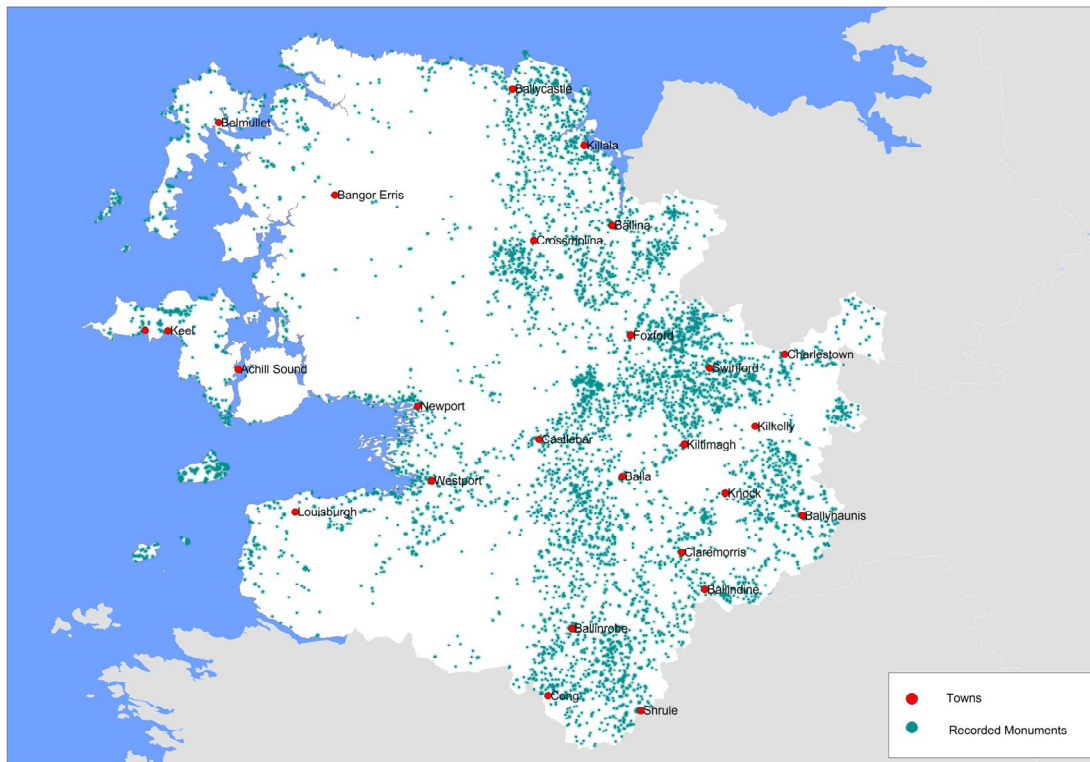 Ballycastle
Belmullet
Killala
Bangor Erris
Ballina
Crossmolina
Keel
Foxford
Charlestown
Achill Sound
Swinford
Newport
Kilkelly
Castlebar
Kiltimagh
Balla
Westport
Knock
Louisburgh
Ballyhaunis
Claremorris
Ballindine
Ballinrobe
Cong
Shrule
Towns
Recorded Monuments